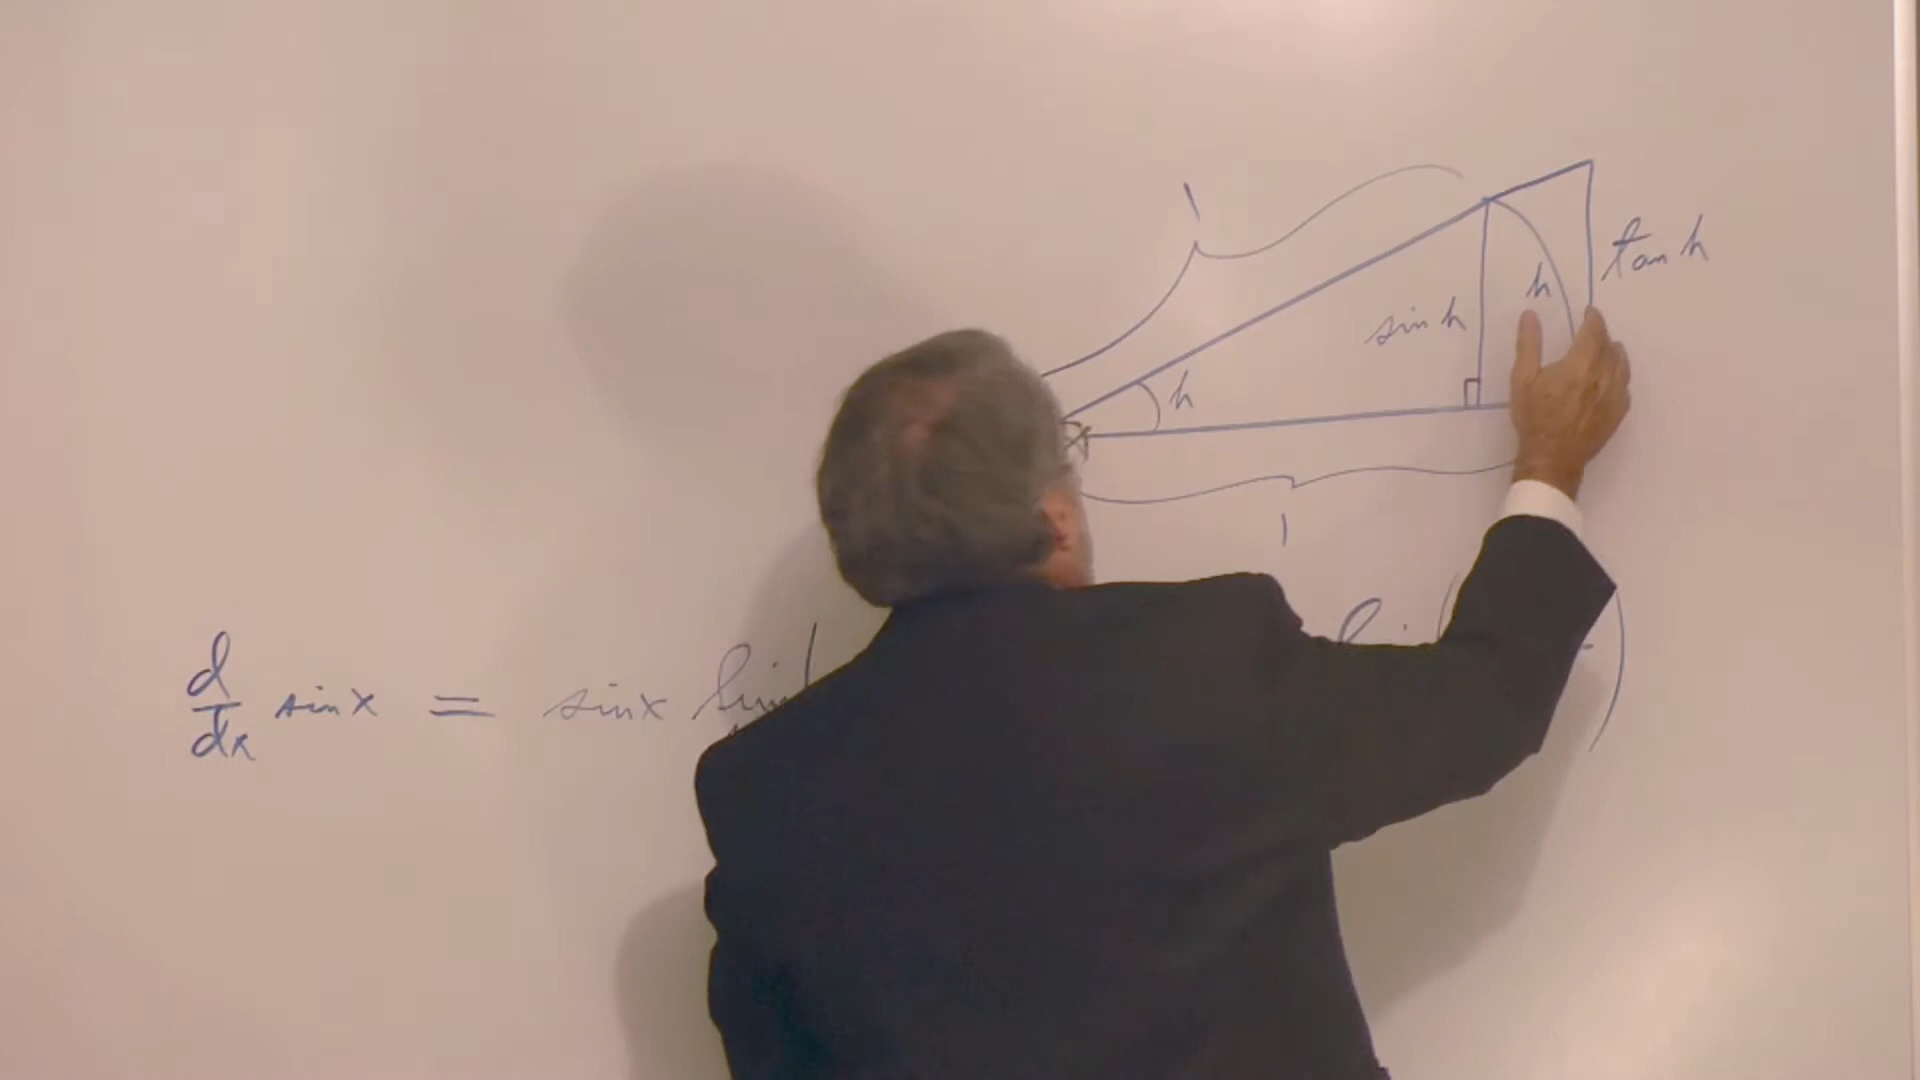 1
tan h
h
sin h
h
1
d/dx sin x = sin x lim